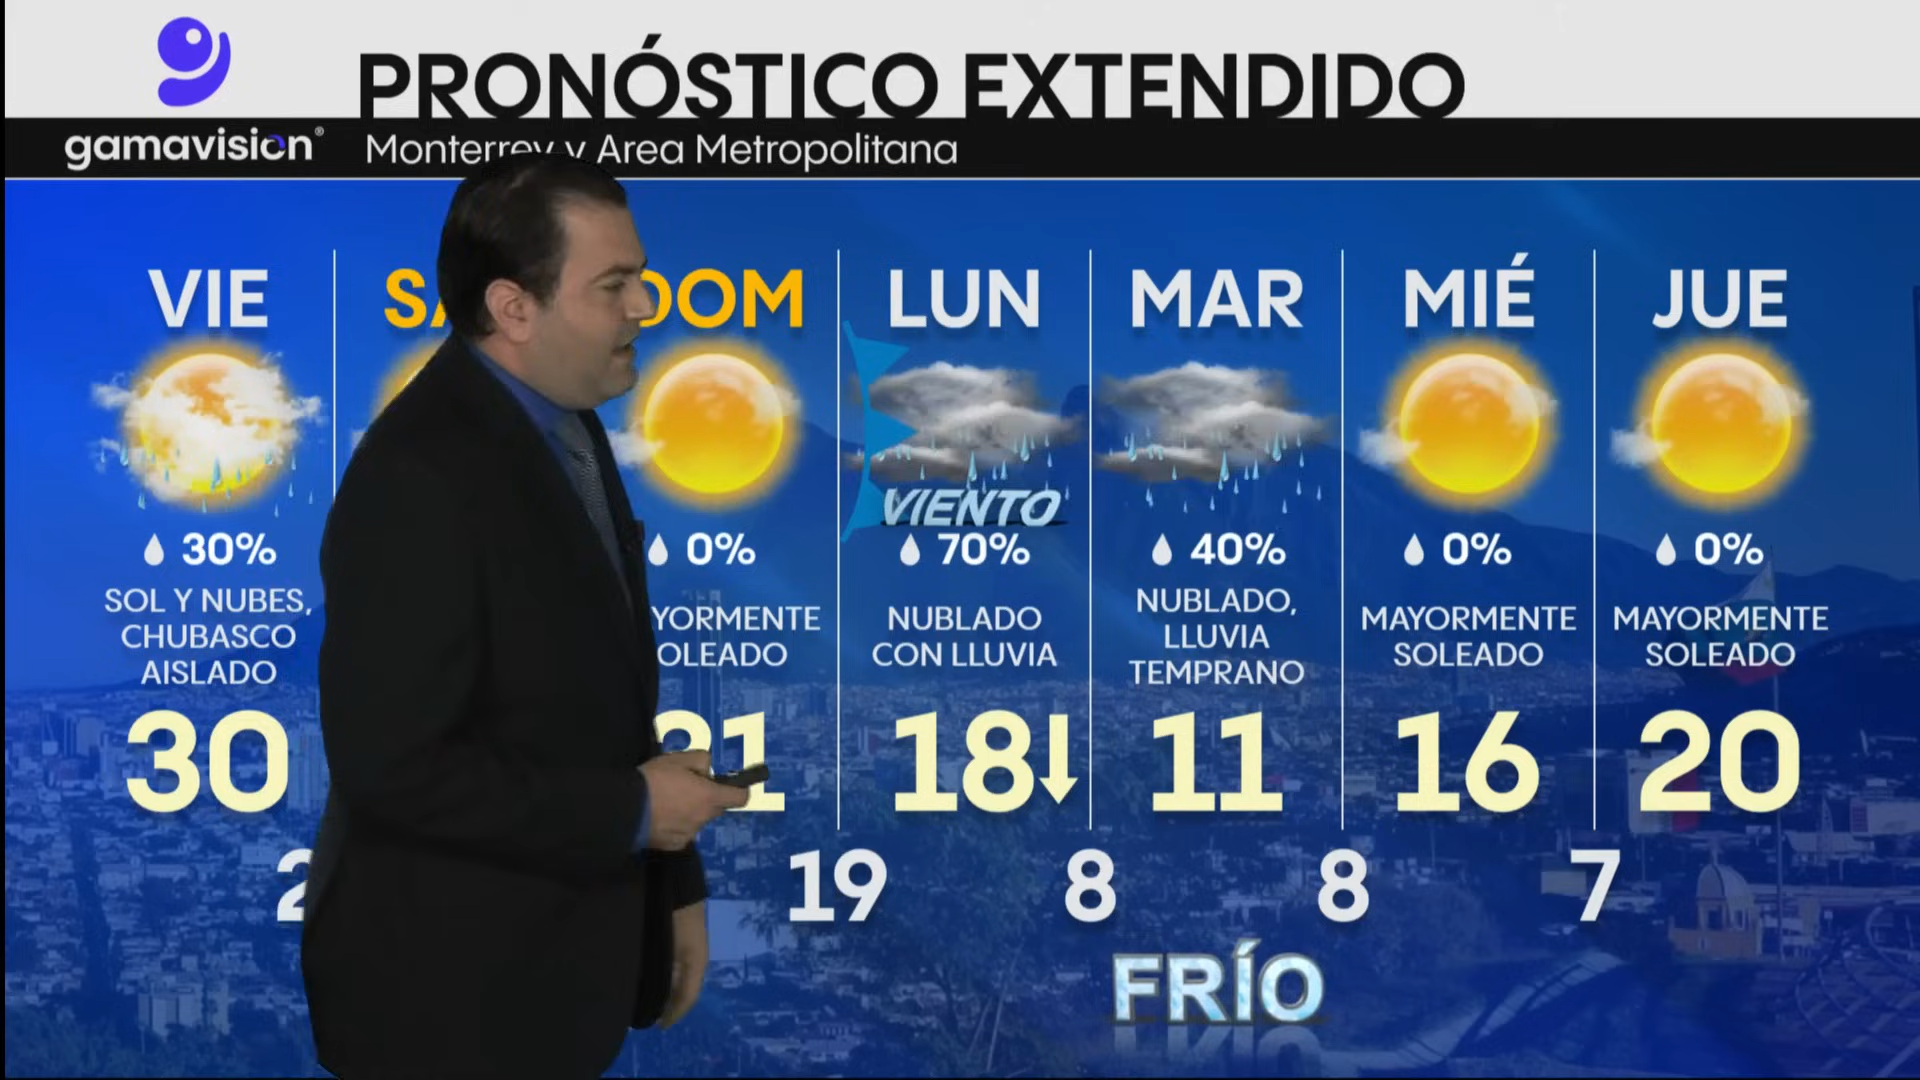 PRONÓSTICO EXTENDIDO
gamavision®
Monterrey y Area Metropolitana
VIE
DOM
LUN
MAR
MIÉ
JUE
VIENTO
30%
0%
70%
40%
0%
0%
SOL Y NUBES,
CHUBASCO
AISLADO
NUBLADO
CON LLUVIA
NUBLADO,
LLUVIA
TEMPRANO
MAYORMENTE
SOLEADO
MAYORMENTE
SOLEADO
30
18↓
11
16
20
19
8
8
7
FRÍO